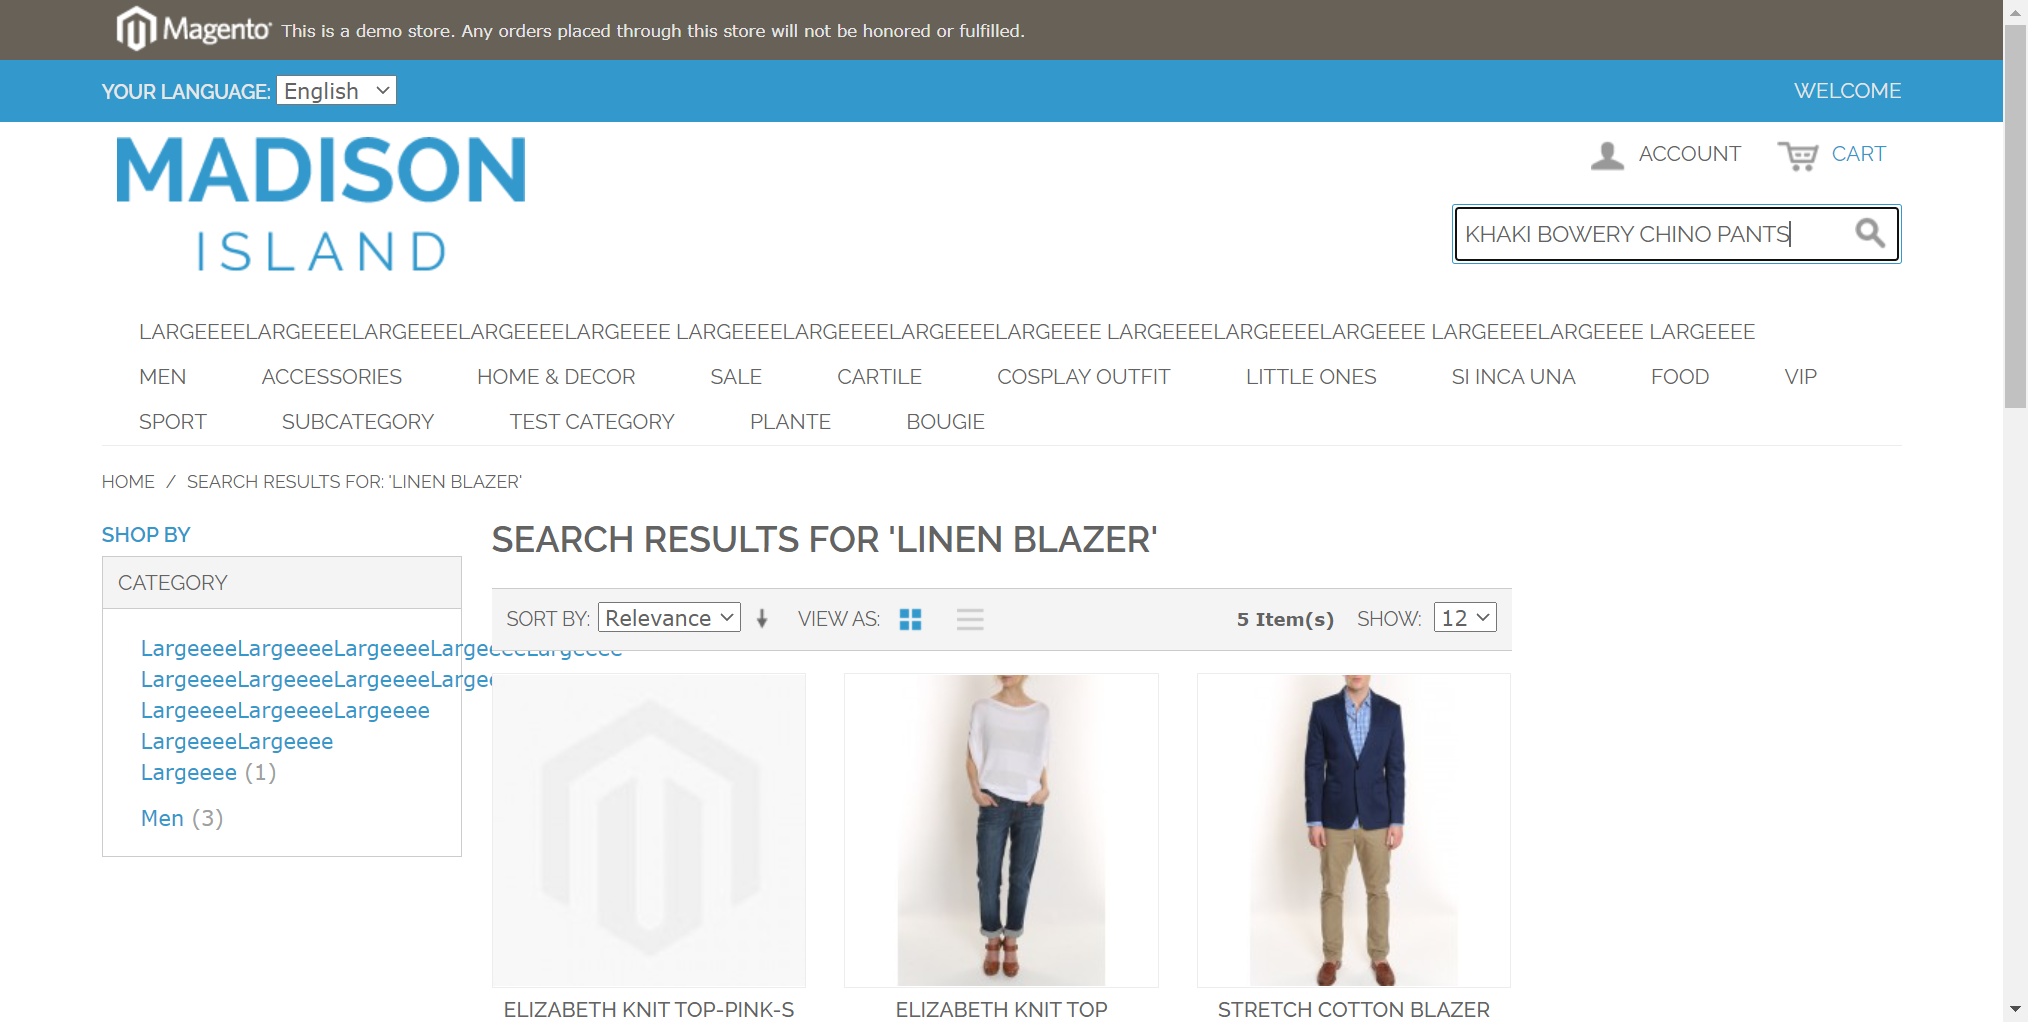 Magento This is a demo store. Any orders placed through this store will not be honored or fulfilled.
YOUR LANGUAGE: English WELCOME
MADISON
ISLAND
ACCOUNT CART
KHAKI BOWERY CHINO PANTS
LARGEEEELARGEEEELARGEEEELARGEEEELARGEEEE LARGEEEELARGEEEELARGEEEELARGEEEE LARGEEEELARGEEEELARGEEEE LARGEEEELARGEEEE LARGEEEE
MEN ACCESSORIES HOME & DECOR SALE CARTILE COSPLAY OUTFIT LITTLE ONES SI INCA UNA FOOD VIP
SPORT SUBCATEGORY TEST CATEGORY PLANTE BOUGIE
HOME / SEARCH RESULTS FOR: 'LINEN BLAZER'
SHOP BY
CATEGORY
LargeeeeLargeeeeLargeeeeLargeeeeLargeeee
LargeeeeLargeeeeLargeeeeLargee
LargeeeeLargeeeeLargeeee
LargeeeeLargeeee
Largeeee (1)
Men (3)
SEARCH RESULTS FOR 'LINEN BLAZER'
SORT BY: Relevance VIEW AS: 5 Item(s) SHOW: 12
ELIZABETH KNIT TOP-PINK-S
ELIZABETH KNIT TOP
STRETCH COTTON BLAZER